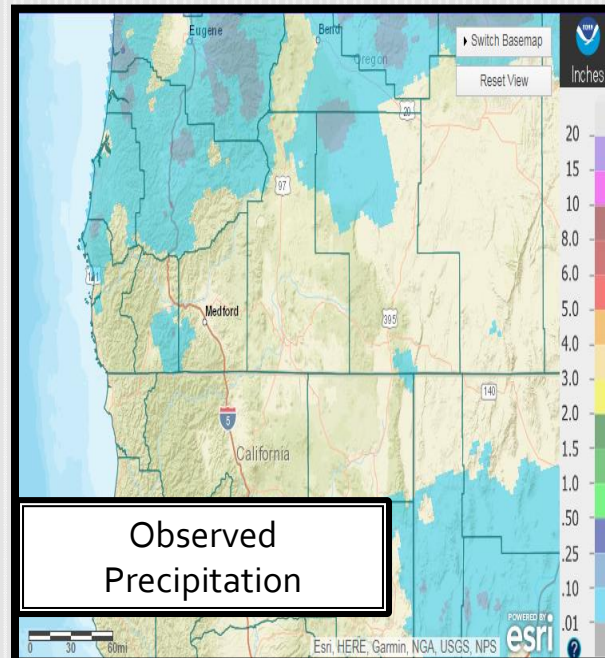 Eugene
Bend
Oregon
▸ Switch Basemap
Reset View
NOAA
Inches
20
97
20
15
10
8.0
6.0
5.0
4.0
3.0
2.0
1.5
1.0
.50
.25
.10
.01
101
Medford
395
140
5
California
Observed
Precipitation
0 30 60mi
Esri, HERE, Garmin, NGA, USGS, NPS
POWERED BY
esri
?